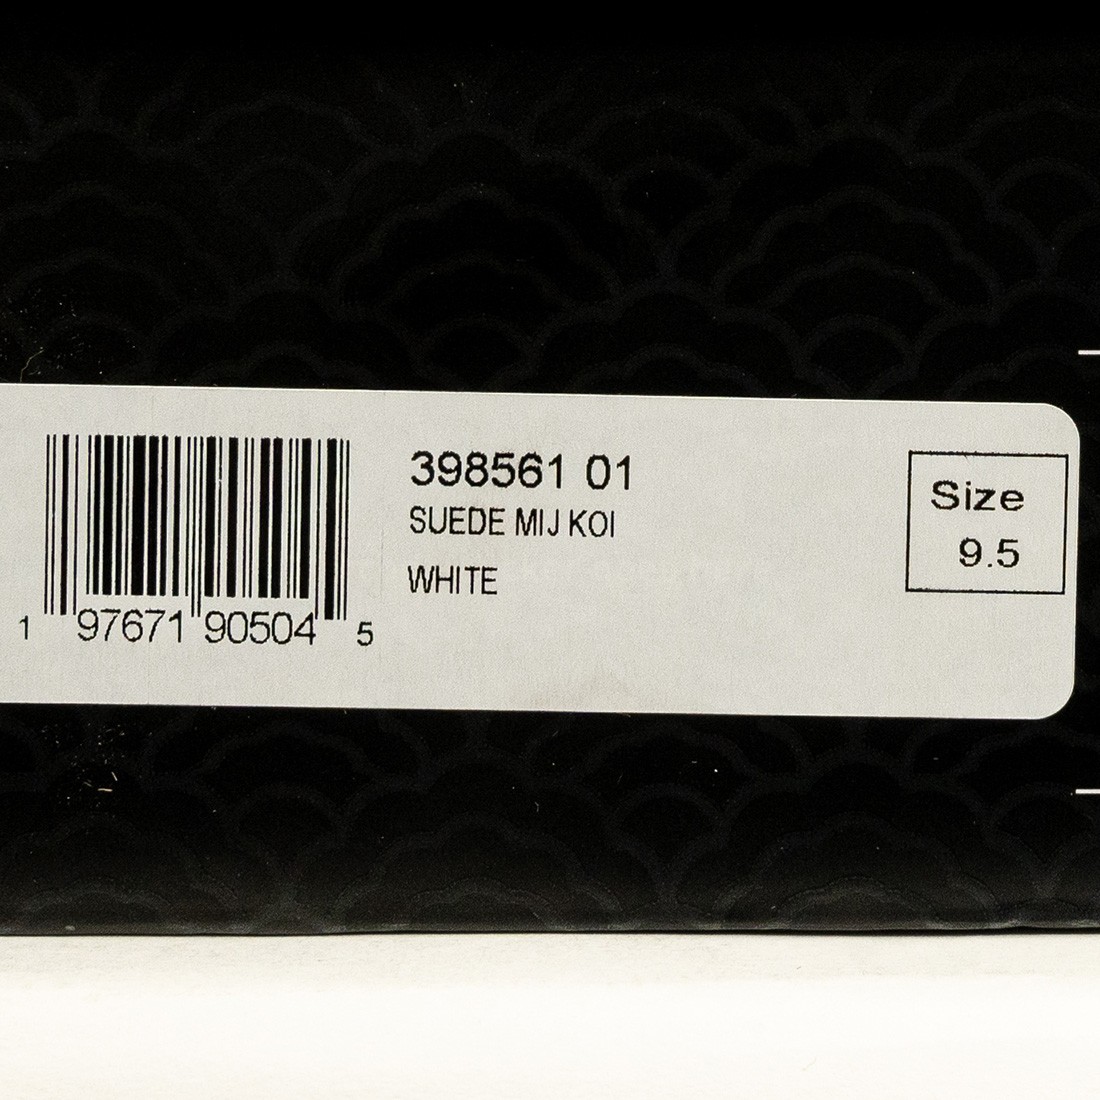 398561 01
SUEDE MIJ KOI
WHITE
Size
9.5
1 97671 90504 5